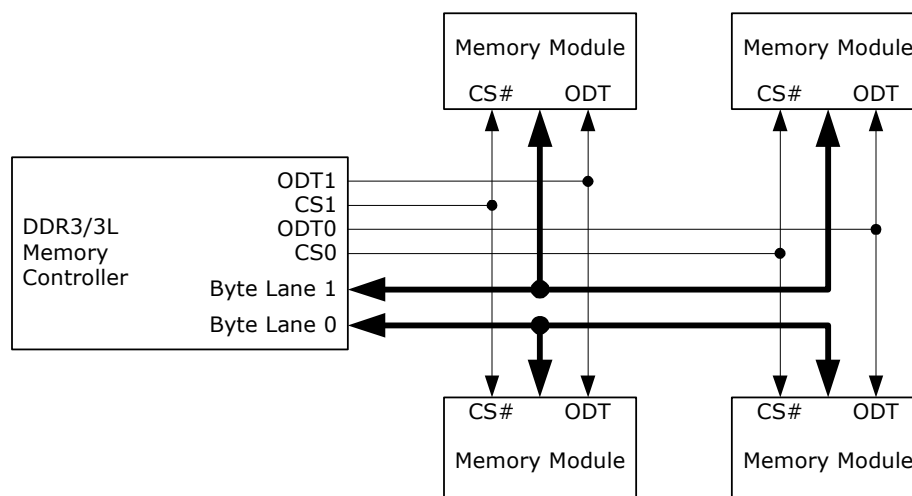 Memory Module
CS# ODT
Memory Module
CS# ODT
DDR3/3L
Memory
Controller
ODT1
CS1
ODT0
CS0
Byte Lane 1
Byte Lane 0
CS# ODT
Memory Module
CS# ODT
Memory Module